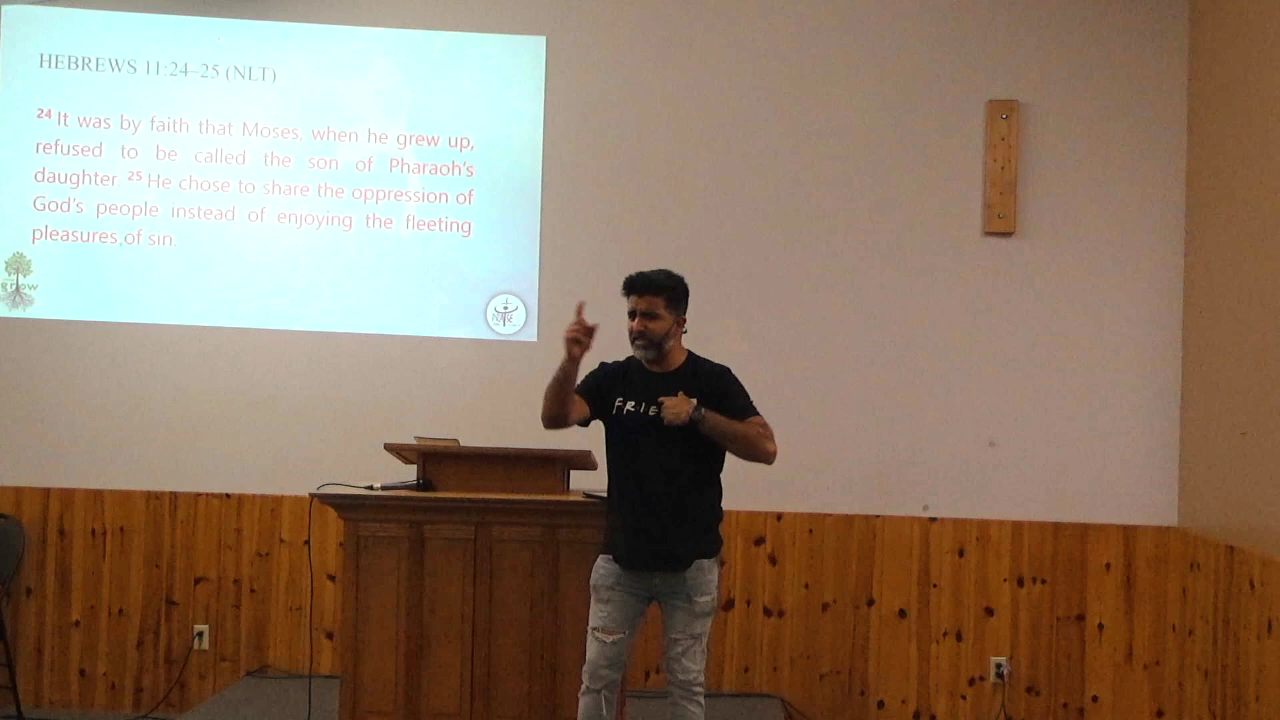 HEBREWS 11:24–25 (NLT)
24 It was by faith that Moses, when he grew up,
refused to be called the son of Pharaoh's
daughter. 25 He chose to share the oppression of
God's people instead of enjoying the fleeting
pleasures of sin.
grow
FRIE